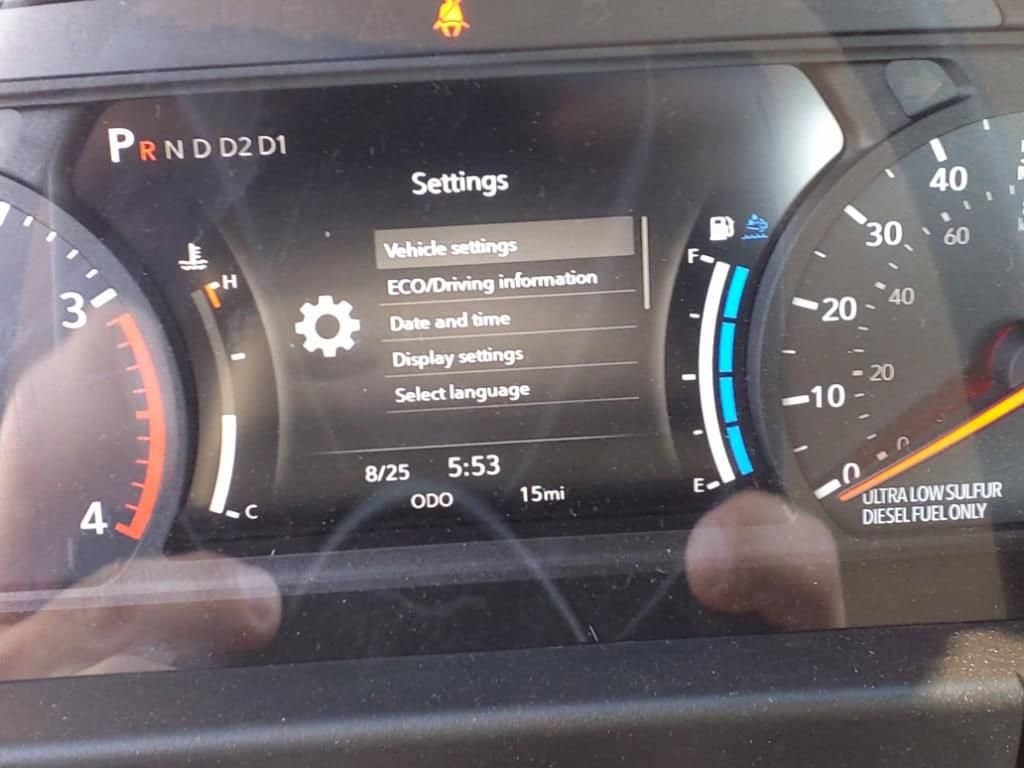 P R N D D2 D1
Settings
Vehicle settings
ECO/Driving information
Date and time
Display settings
Select language
8/25 5:53
ODO 15mi
H
C
3
4
F
E
40
30
20
10
0
60
40
20
0
ULTRA LOW SULFUR
DIESEL FUEL ONLY